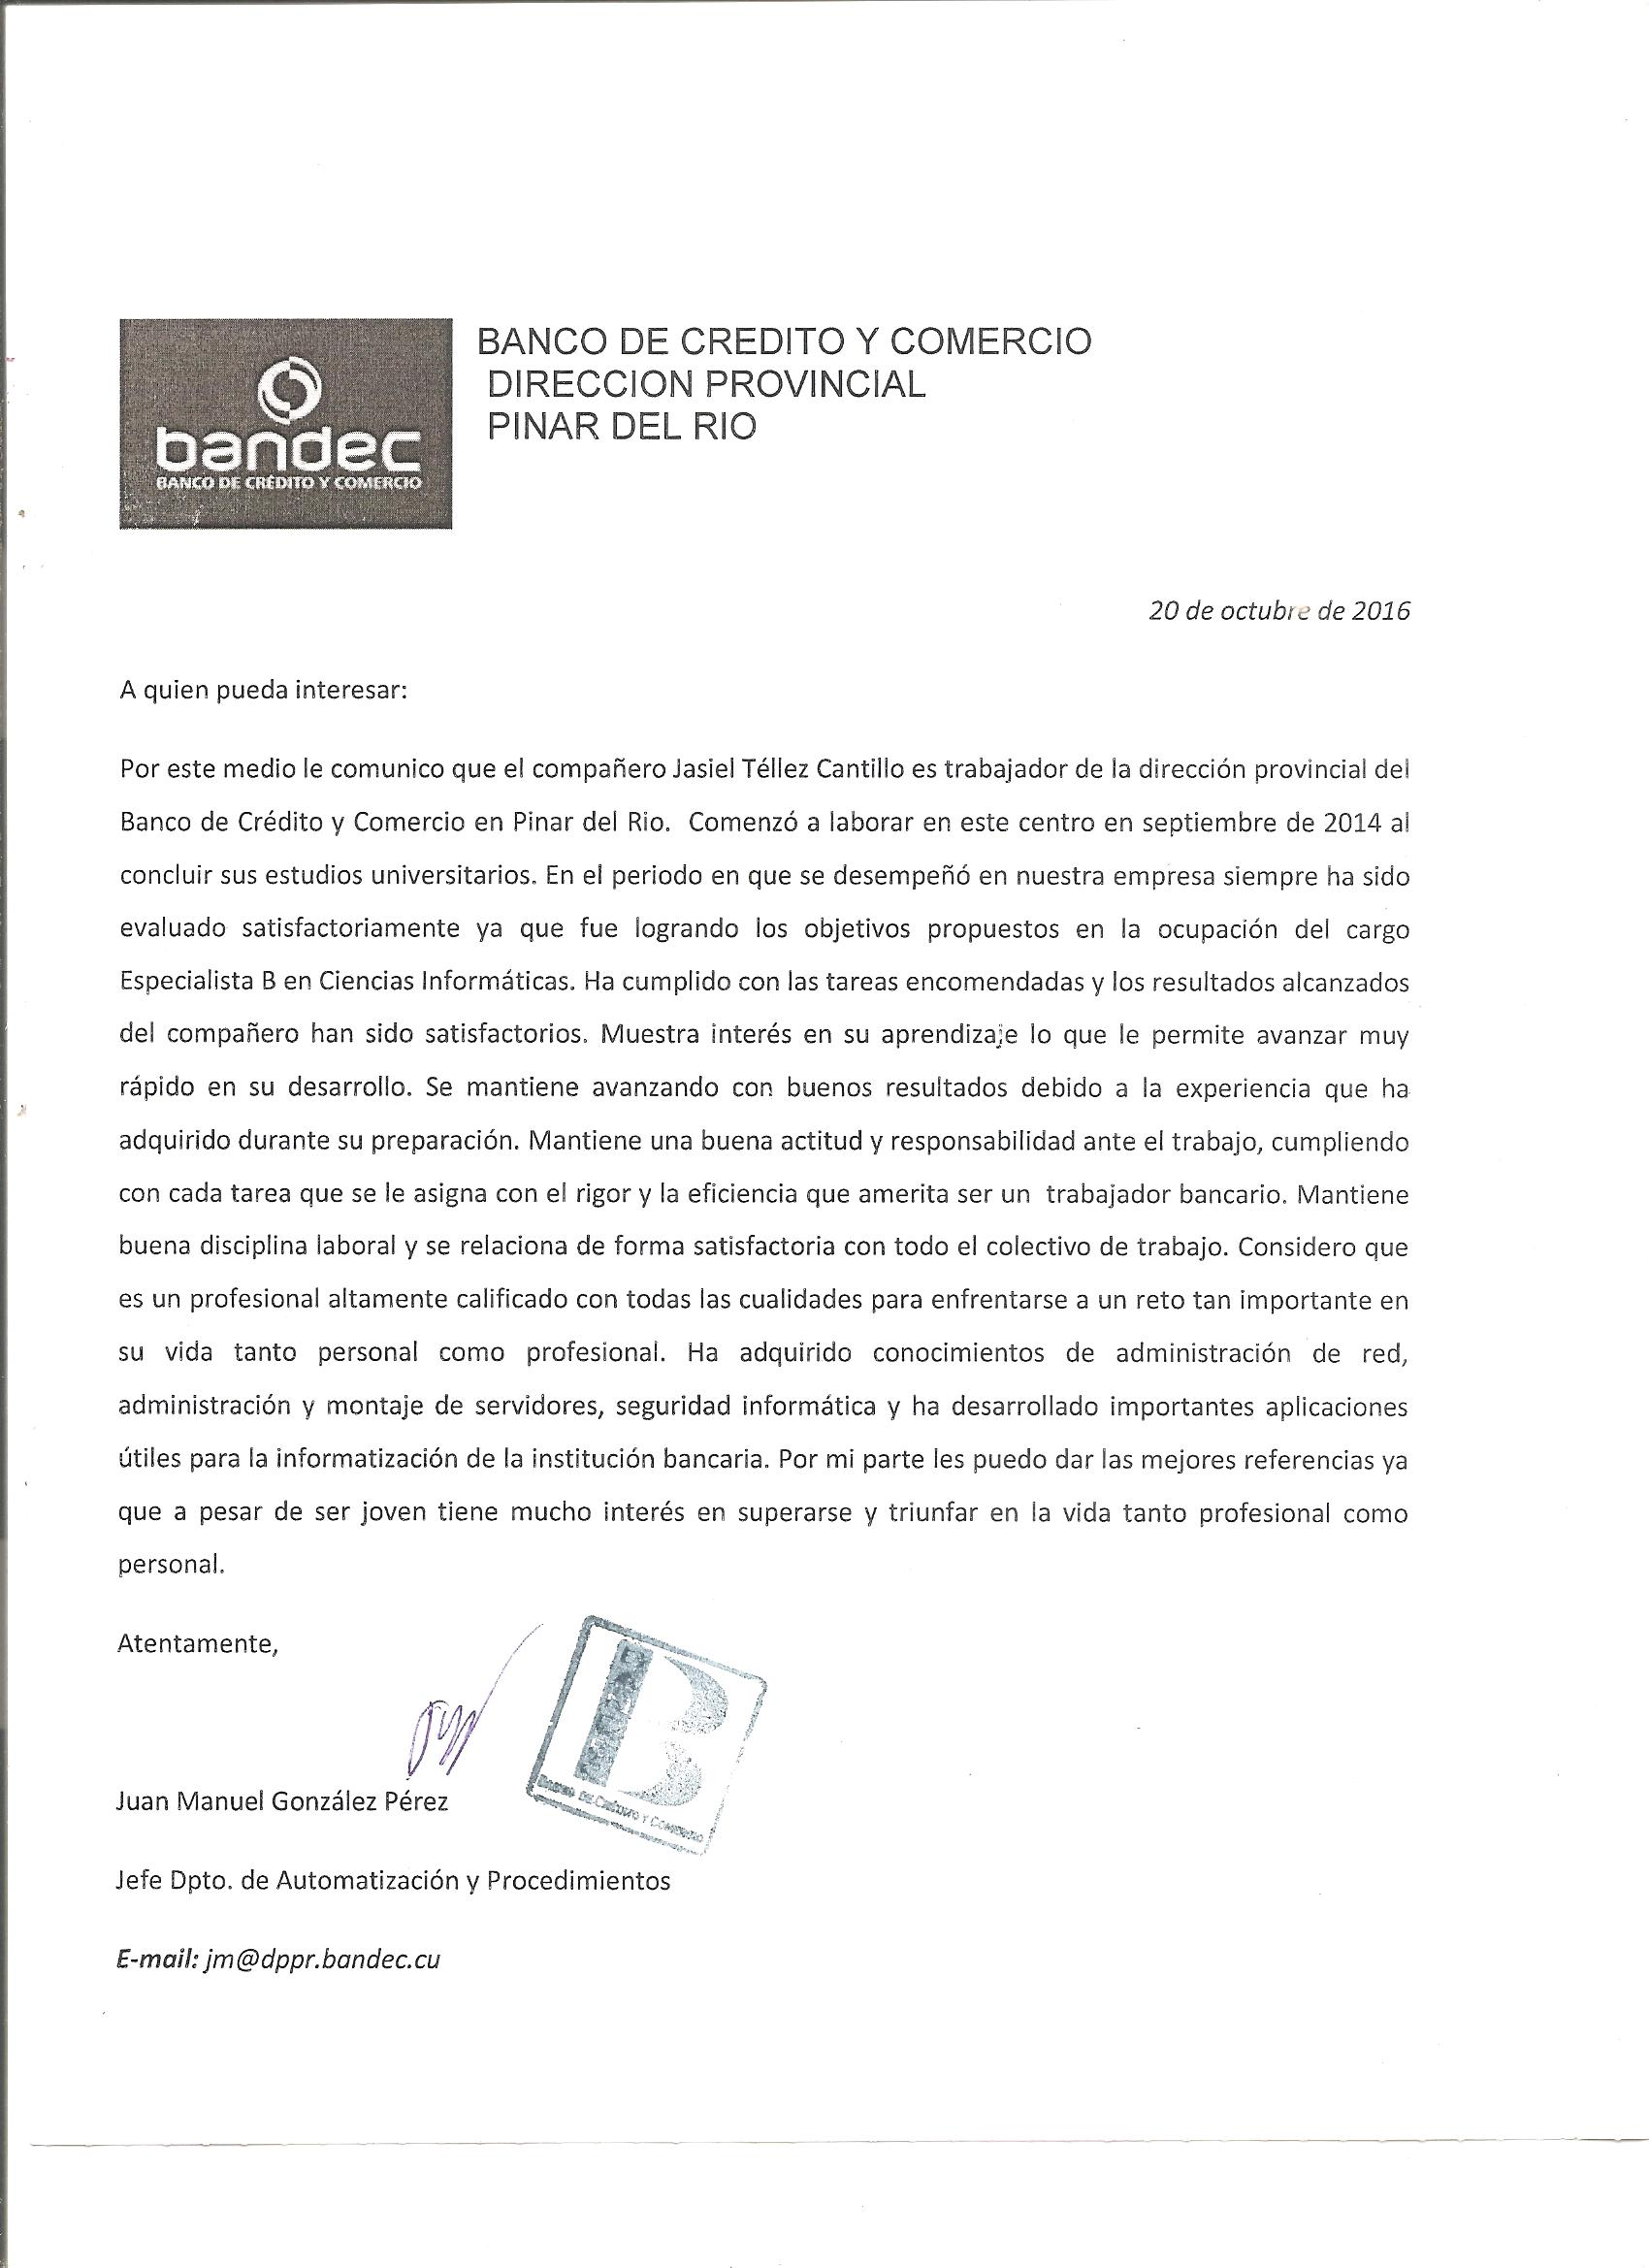 bandec
BANCO DE CRÉDITO Y COMERCIO
BANCO DE CREDITO Y COMERCIO
DIRECCION PROVINCIAL
PINAR DEL RIO
20 de octubre de 2016
A quien pueda interesar:
Por este medio le comunico que el compañero Jasiel Téllez Cantillo es trabajador de la dirección provincial del
Banco de Crédito y Comercio en Pinar del Rio.  Comenzó a laborar en este centro en septiembre de 2014 al
concluir sus estudios universitarios. En el periodo en que se desempeñó en nuestra empresa siempre ha sido
evaluado satisfactoriamente ya que fue logrando los objetivos propuestos en la ocupación del cargo
Especialista B en Ciencias Informáticas. Ha cumplido con las tareas encomendadas y los resultados alcanzados
del compañero han sido satisfactorios. Muestra interés en su aprendizaje lo que le permite avanzar muy
rápido en su desarrollo. Se mantiene avanzando con buenos resultados debido a la experiencia que ha
adquirido durante su preparación. Mantiene una buena actitud y responsabilidad ante el trabajo, cumpliendo
con cada tarea que se le asigna con el rigor y la eficiencia que amerita ser un  trabajador bancario. Mantiene
buena disciplina laboral y se relaciona de forma satisfactoria con todo el colectivo de trabajo. Considero que
es un profesional altamente calificado con todas las cualidades para enfrentarse a un reto tan importante en
su vida tanto personal como profesional. Ha adquirido conocimientos de administración de red,
administración y montaje de servidores, seguridad informática y ha desarrollado importantes aplicaciones
útiles para la informatización de la institución bancaria. Por mi parte les puedo dar las mejores referencias ya
que a pesar de ser joven tiene mucho interés en superarse y triunfar en la vida tanto profesional como
personal.
Atentamente,
B
BANCO DE CRÉDITO Y COMERCIO
Juan Manuel González Pérez
Jefe Dpto. de Automatización y Procedimientos
E-mail: jm@dppr.bandec.cu